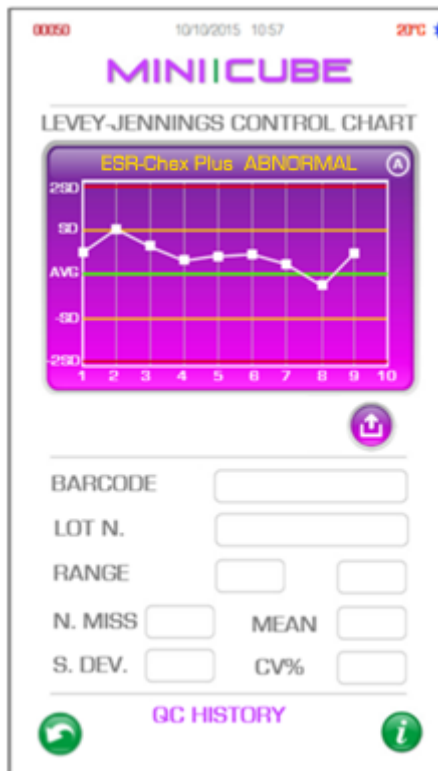 00050 10/10/2015 10:57 20°C
MINI|CUBE
LEVEY-JENNINGS CONTROL CHART
ESR-Chex Plus ABNORMAL A
2SD
SD
AVG
-SD
-2SD
1 2 3 4 5 6 7 8 9 10
BARCODE
LOT N.
RANGE
N. MISS MEAN
S. DEV. CV%
QC HISTORY
i